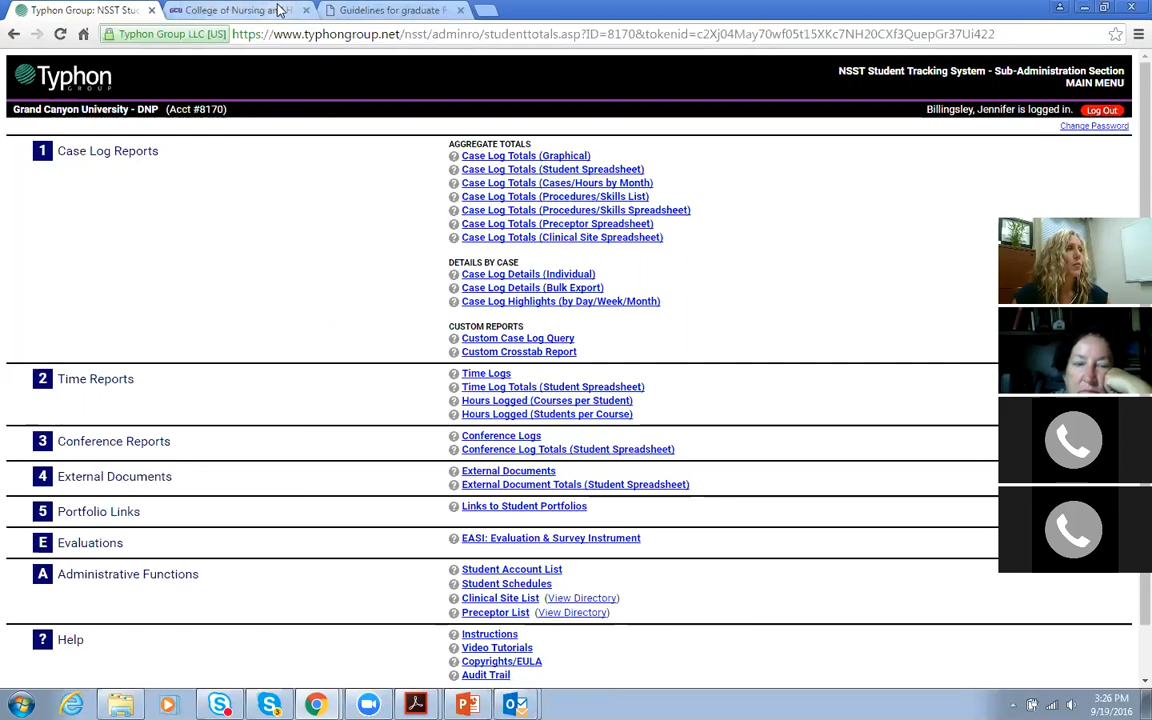 Typhon Group: NSST Stuc
College of Nursing an
Guidelines for graduate
Typhon Group LLC [US]
https://www.typhongroup.net/nsst/adminro/studenttotals.asp?ID=8170&tokenid=c2Xj04May70wf05t15XKc7NH20CXf3QuepGr37Ui422
Typhon
GROUP
NSST Student Tracking System - Sub-Administration Section
MAIN MENU
Grand Canyon University - DNP (Acct #8170)
Billingsley, Jennifer is logged in. Log Out
Change Password
1 Case Log Reports
AGGREGATE TOTALS
? Case Log Totals (Graphical)
? Case Log Totals (Student Spreadsheet)
? Case Log Totals (Cases/Hours by Month)
? Case Log Totals (Procedures/Skills List)
? Case Log Totals (Procedures/Skills Spreadsheet)
? Case Log Totals (Preceptor Spreadsheet)
? Case Log Totals (Clinical Site Spreadsheet)
DETAILS BY CASE
? Case Log Details (Individual)
? Case Log Details (Bulk Export)
? Case Log Highlights (by Day/Week/Month)
CUSTOM REPORTS
? Custom Case Log Query
? Custom Crosstab Report
2 Time Reports
? Time Logs
? Time Log Totals (Student Spreadsheet)
? Hours Logged (Courses per Student)
? Hours Logged (Students per Course)
3 Conference Reports
? Conference Logs
? Conference Log Totals (Student Spreadsheet)
4 External Documents
? External Documents
? External Document Totals (Student Spreadsheet)
5 Portfolio Links
? Links to Student Portfolios
E Evaluations
? EASI: Evaluation & Survey Instrument
A Administrative Functions
? Student Account List
? Student Schedules
? Clinical Site List (View Directory)
? Preceptor List (View Directory)
? Help
? Instructions
? Video Tutorials
? Copyrights/EULA
? Audit Trail
3:26 PM
9/19/2016